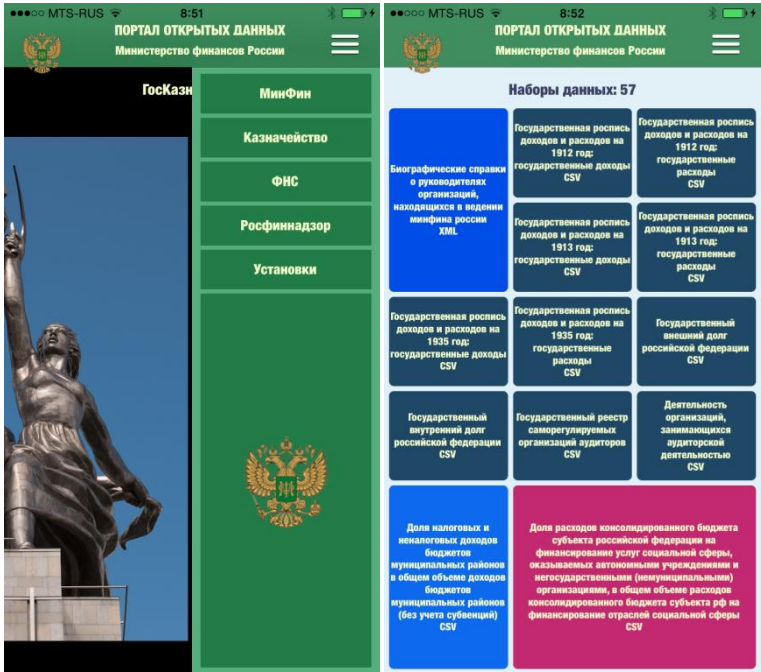 MTS-RUS 8:51
ПОРТАЛ ОТКРЫТЫХ ДАННЫХ
Министерство финансов России
ГосКазн
МинФин
Казначейство
ФНС
Росфиннадзор
Установки
MTS-RUS 8:52
ПОРТАЛ ОТКРЫТЫХ ДАННЫХ
Министерство финансов России
Наборы данных: 57
Биографические справки
о руководителях
организаций,
находящихся в ведении
минфина россии
XML
Государственная роспись
доходов и расходов на
1912 год:
государственные доходы
CSV
Государственная роспись
доходов и расходов на
1912 год:
государственные
расходы
CSV
Государственная роспись
доходов и расходов на
1913 год:
государственные доходы
CSV
Государственная роспись
доходов и расходов на
1913 год:
государственные
расходы
CSV
Государственная роспись
доходов и расходов на
1935 год:
государственные доходы
CSV
Государственная роспись
доходов и расходов на
1935 год:
государственные
расходы
CSV
Государственный
внешний долг
российской федерации
CSV
Государственный
внутренний долг
российской федерации
CSV
Государственный реестр
саморегулируемых
организаций аудиторов
CSV
Деятельность
организаций,
занимающихся
аудиторской
деятельностью
CSV
Доля налоговых и
неналоговых доходов
бюджетов
муниципальных районов
в общем объеме доходов
бюджетов
муниципальных районов
(без учета субвенций)
CSV
Доля расходов консолидированного бюджета
субъекта российской федерации на
финансирование услуг социальной сферы,
оказываемых автономными учреждениями и
негосударственными (немуниципальными)
организациями, в общем объеме расходов
консолидированного бюджета субъекта рф на
финансирование отраслей социальной сферы
CSV